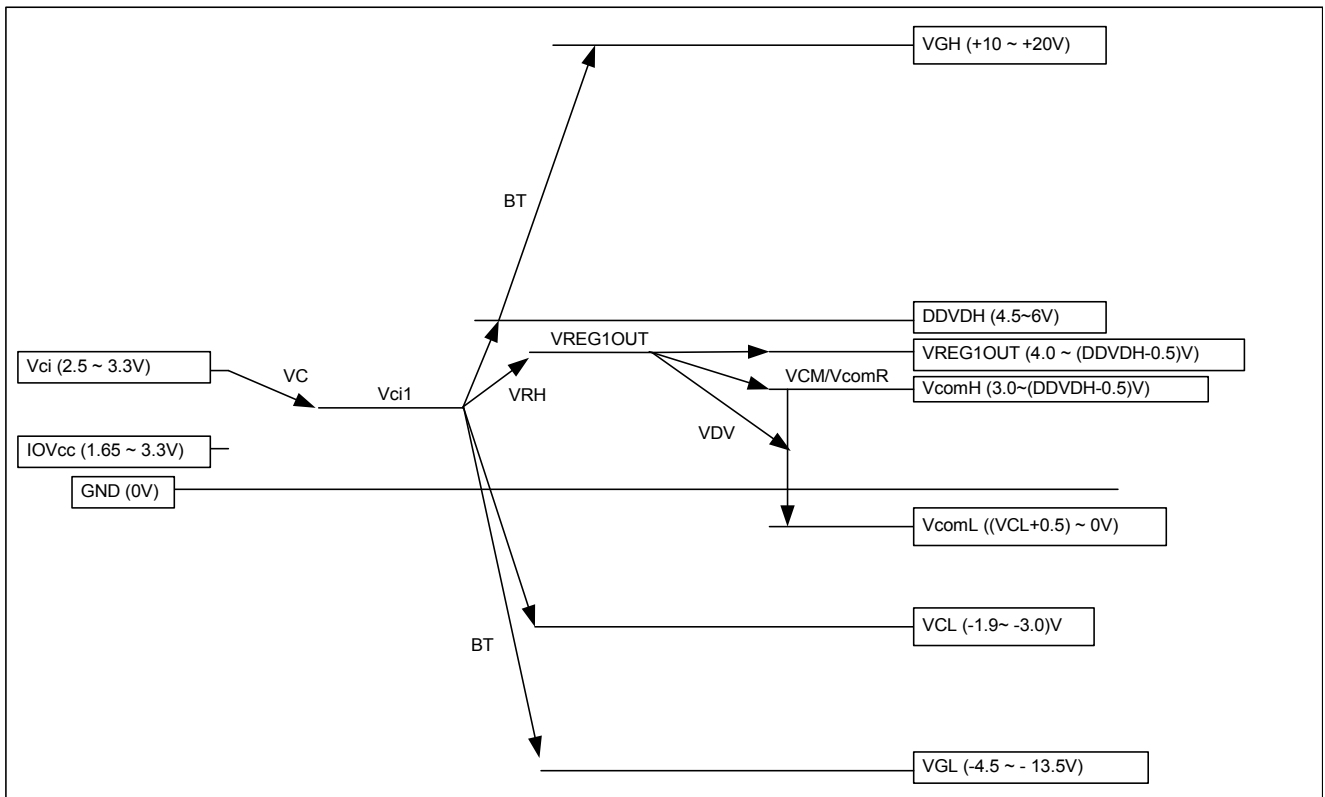 VGH (+10 ~ +20V)
BT
DDVDH (4.5~6V)
VREG1OUT
VREG1OUT (4.0 ~ (DDVDH-0.5)V
Vci (2.5 ~ 3.3V)
VC
Vci1
VRH
VCM/VcomR
VcomH (3.0~(DDVDH-0.5)V
VDV
IOVcc (1.65 ~ 3.3V)
GND (0V)
VcomL ((VCL+0.5) ~ 0V)
VCL (-1.9~ -3.0)V
BT
VGL (-4.5 ~ - 13.5V)